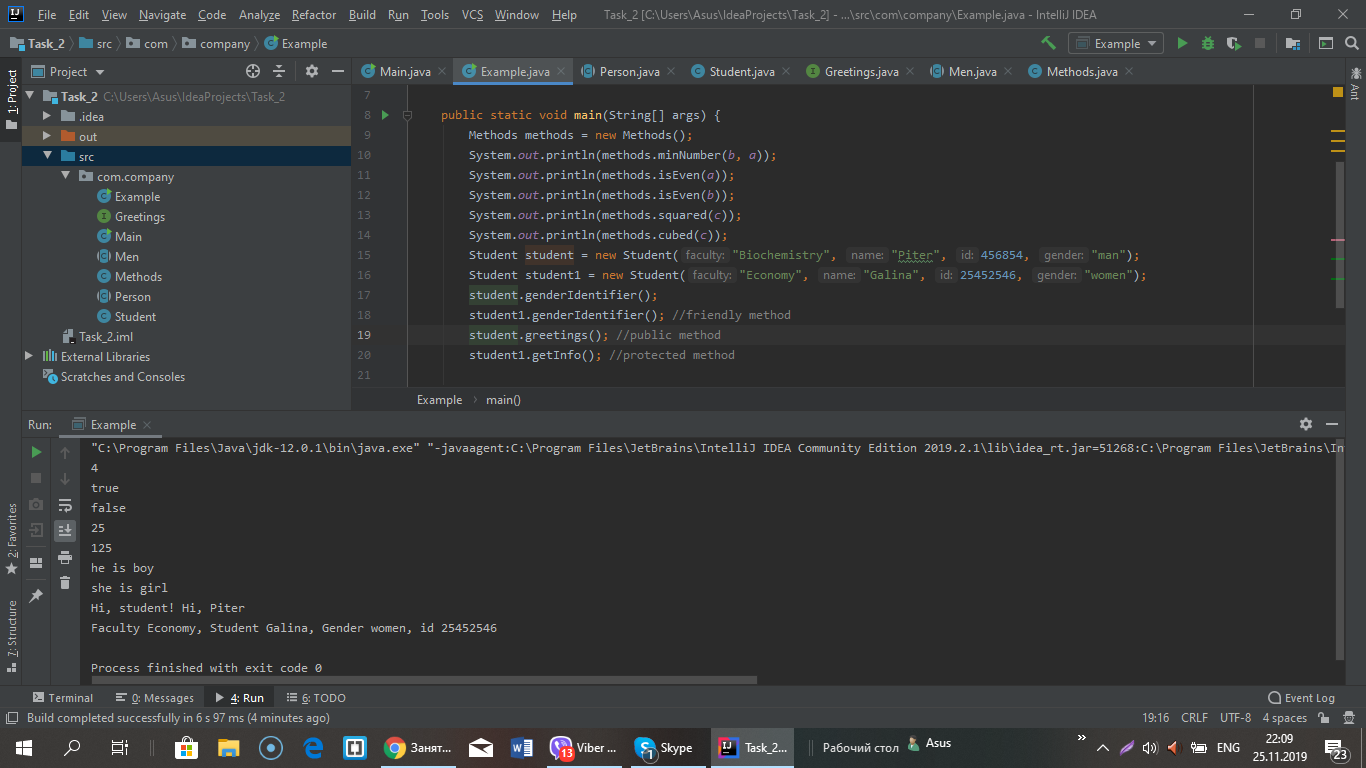 File Edit View Navigate Code Analyze Refactor Build Run Tools VCS Window Help Task_2 [C:\Users\Asus\IdeaProjects\Task_2] - ...\src\com\company\Example.java - IntelliJ IDEA
Task_2 src com company Example Example
1: Project
Project
Main.java Example.java Person.java Student.java Greetings.java Men.java Methods.java
Ant
Task_2 C:\Users\Asus\IdeaProjects\Task_2
.idea
out
src
com.company
Example
Greetings
Main
Men
Methods
Person
Student
Task_2.iml
External Libraries
Scratches and Consoles
7
8 public static void main(String[] args) {
9 Methods methods = new Methods();
10 System.out.println(methods.minNumber(b, a));
11 System.out.println(methods.isEven(a));
12 System.out.println(methods.isEven(b));
13 System.out.println(methods.squared(c));
14 System.out.println(methods.cubed(c));
15 Student student = new Student( faculty: "Biochemistry", name: "Piter", id: 456854, gender: "man");
16 Student student1 = new Student( faculty: "Economy", name: "Galina", id: 25452546, gender: "women");
17 student.genderIdentifier();
18 student1.genderIdentifier(); //friendly method
19 student.greetings(); //public method
20 student1.getInfo(); //protected method
21
Example main()
Run: Example
"C:\Program Files\Java\jdk-12.0.1\bin\java.exe" "-javaagent:C:\Program Files\JetBrains\IntelliJ IDEA Community Edition 2019.2.1\lib\idea_rt.jar=51268:C:\Program Files\JetBrains\In
4
true
false
25
125
he is boy
she is girl
Hi, student! Hi, Piter
Faculty Economy, Student Galina, Gender women, id 25452546
Process finished with exit code 0
2: Favorites
7: Structure
Terminal 0: Messages 4: Run 6: TODO Event Log
Build completed successfully in 6 s 97 ms (4 minutes ago) 19:16 CRLF UTF-8 4 spaces
Занят... Viber ... 13 Skype 1 Task_2... Рабочий стол Asus ENG 22:09
25.11.2019 23